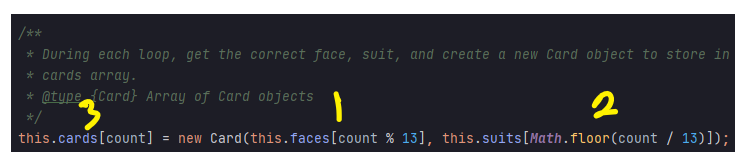 /**
* During each loop, get the correct face, suit, and create a new Card object to store in
* cards array.
* @type {Card} Array of Card objects
*/
3 1 2
this.cards[count] = new Card(this.faces[count % 13], this.suits[Math.floor(count / 13)]);